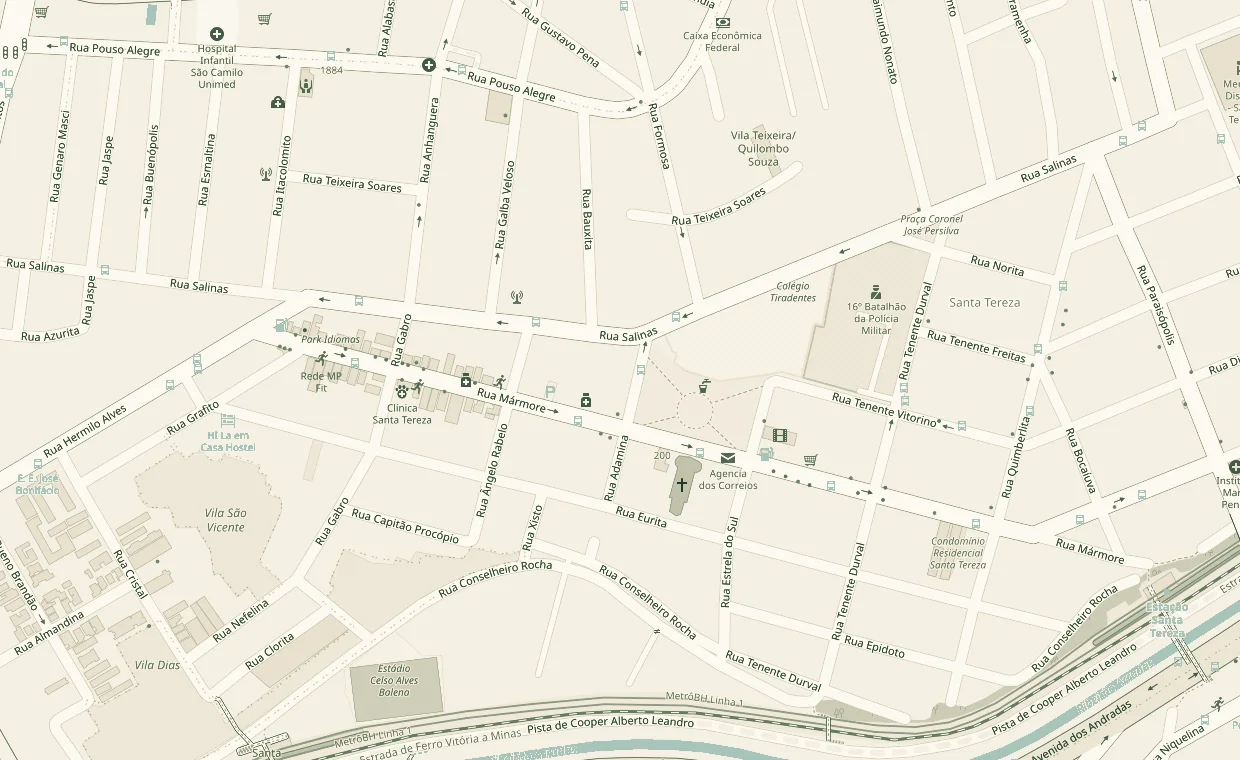 Rua Pouso Alegre
Hospital
Infantil
São Camilo
Unimed
1884
Rua Gustavo Pena
Caixa Econômica
Federal
Rua Pouso Alegre
Rua Genaro Masci
Rua Jaspe
Rua Buenópolis
Rua Esmaltina
Rua Itacolomito
Rua Anhanguera
Rua Galba Veloso
Rua Bauxita
Rua Formosa
Vila Teixeira/
Quilombo
Souza
Rua Teixeira Soares
Rua Teixeira Soares
Rua Salinas
Praça Coronel
José Persilva
Rua Salinas
Rua Salinas
Rua Jaspe
Rua Azurita
Rua Norita
Rua Paraisópolis
Colégio
Tiradentes
16º Batalhão
da Polícia
Militar
Santa Tereza
Rua Tenente Durval
Rua Tenente Freitas
Rua Salinas
Rua Gabro
Park Idiomas
Rede MP
Fit
Clínica
Santa Tereza
Rua Mármore
P
Rua Tenente Vitorino
Rua Hermilo Alves
Rua Grafito
Hi La em
Casa Hostel
E. E. José
Bonifácio
Vila São
Vicente
Rua Ângelo Rabelo
Rua Adamina
200
Agencia
dos Correios
Rua Quimberlita
Rua Bocaiúva
Rua Gabro
Rua Capitão Procópio
Rua Xisto
Rua Eurita
Rua Estrela do Sul
Rua Tenente Durval
Condomínio
Residencial
Santa Tereza
Rua Mármore
Rua Cristal
Rua Almandina
Rua Nefelina
Rua Clorita
Rua Conselheiro Rocha
Rua Conselheiro Rocha
Rua Conselheiro Rocha
Estação
Santa
Tereza
Vila Dias
Estádio
Celso Alves
Balena
Rua Tenente Durval
Rua Epidoto
MetrôBH Linha 1
MetrôBH Linha 1
Pista de Cooper Alberto Leandro
Pista de Cooper Alberto Leandro
Estrada de Ferro Vitória a Minas
Avenida dos Andradas
Santa